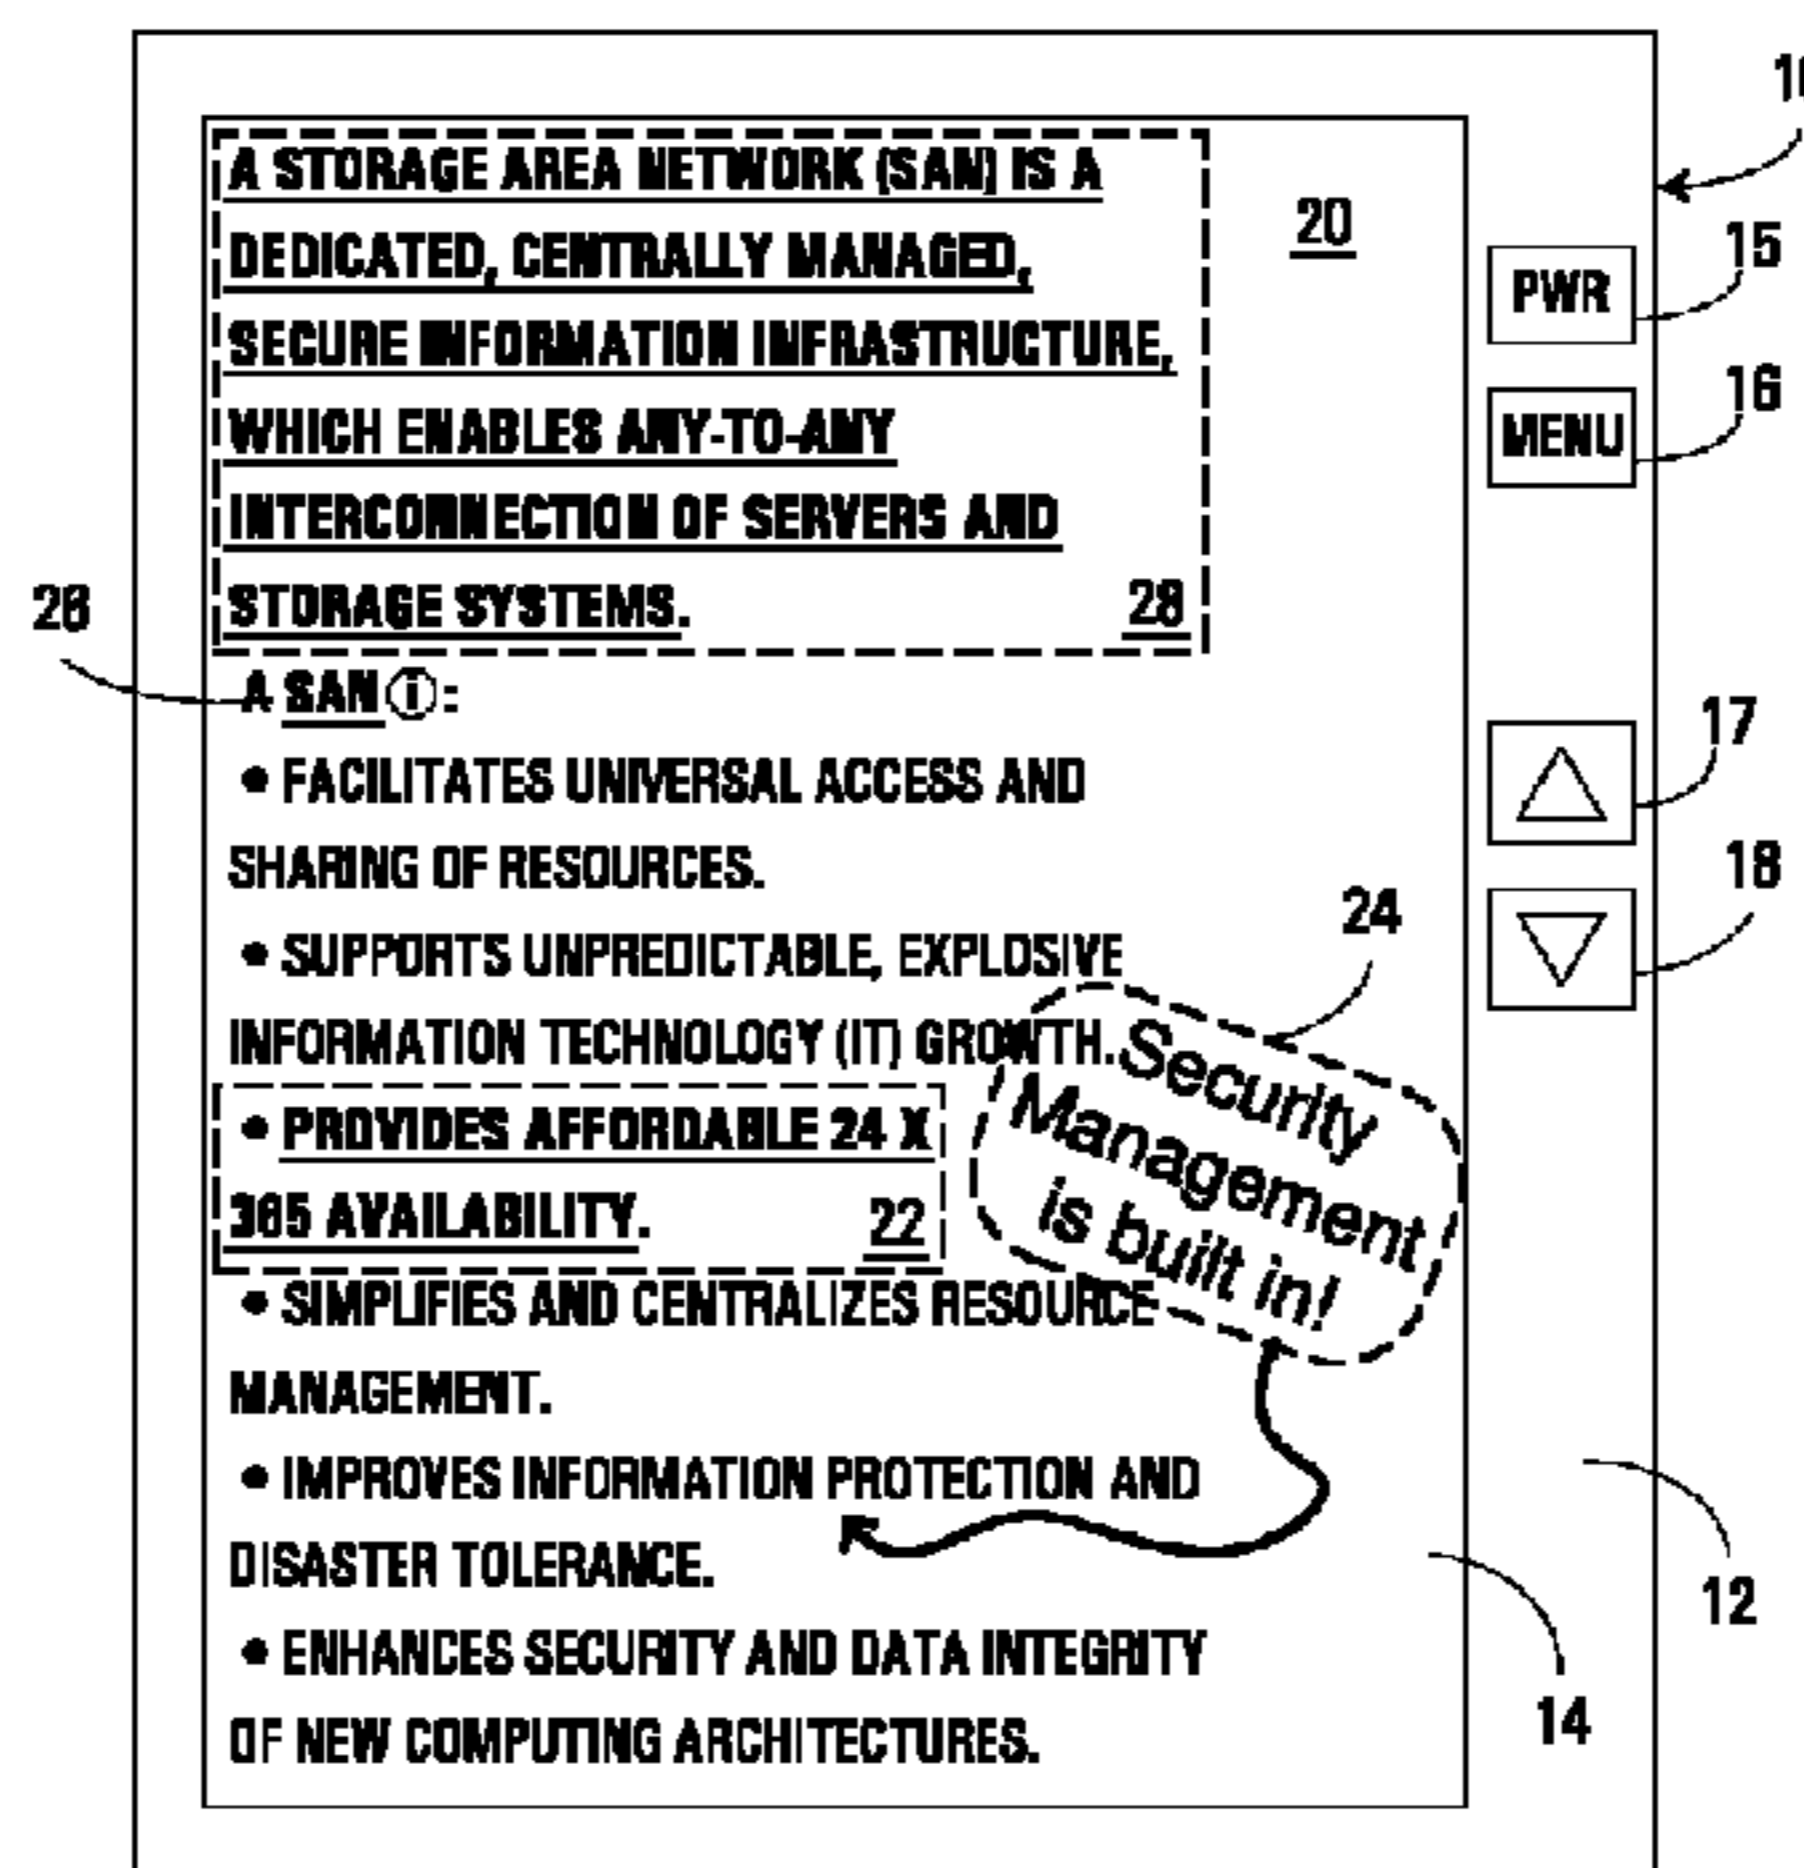 10
A STORAGE AREA NETWORK (SAN) IS A
20
DEDICATED, CENTRALLY MANAGED,
15
PWR
SECURE INFORMATION INFRASTRUCTURE,
16
WHICH ENABLES ANY-TO-ANY
MENU
INTERCONNECTION OF SERVERS AND
26
STORAGE SYSTEMS.
28
A SAN ⓘ:
17
• FACILITATES UNIVERSAL ACCESS AND
SHARING OF RESOURCES.
18
24
• SUPPORTS UNPREDICTABLE, EXPLOSIVE
INFORMATION TECHNOLOGY (IT) GROWTH.
Security
Management
is built in!
• PROVIDES AFFORDABLE 24 X
365 AVAILABILITY.
22
• SIMPLIFIES AND CENTRALIZES RESOURCE
MANAGEMENT.
• IMPROVES INFORMATION PROTECTION AND
DISASTER TOLERANCE.
12
• ENHANCES SECURITY AND DATA INTEGRITY
14
OF NEW COMPUTING ARCHITECTURES.